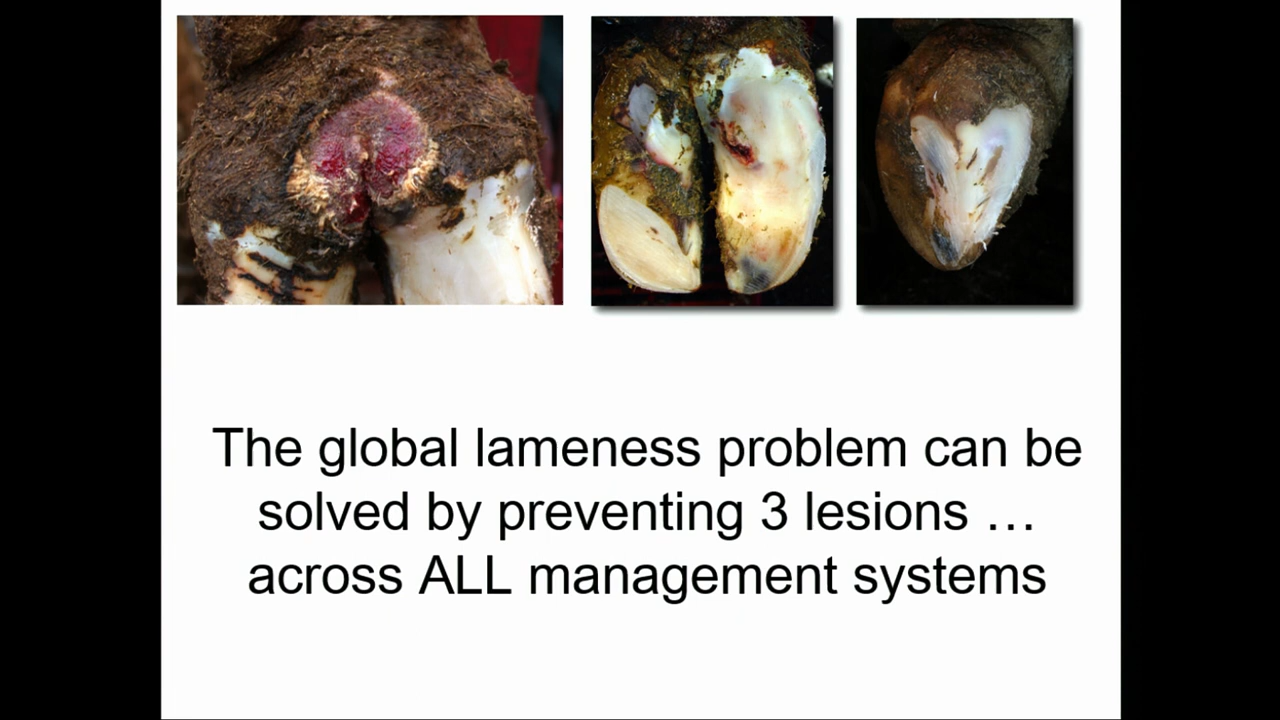 The global lameness problem can be
solved by preventing 3 lesions …
across ALL management systems